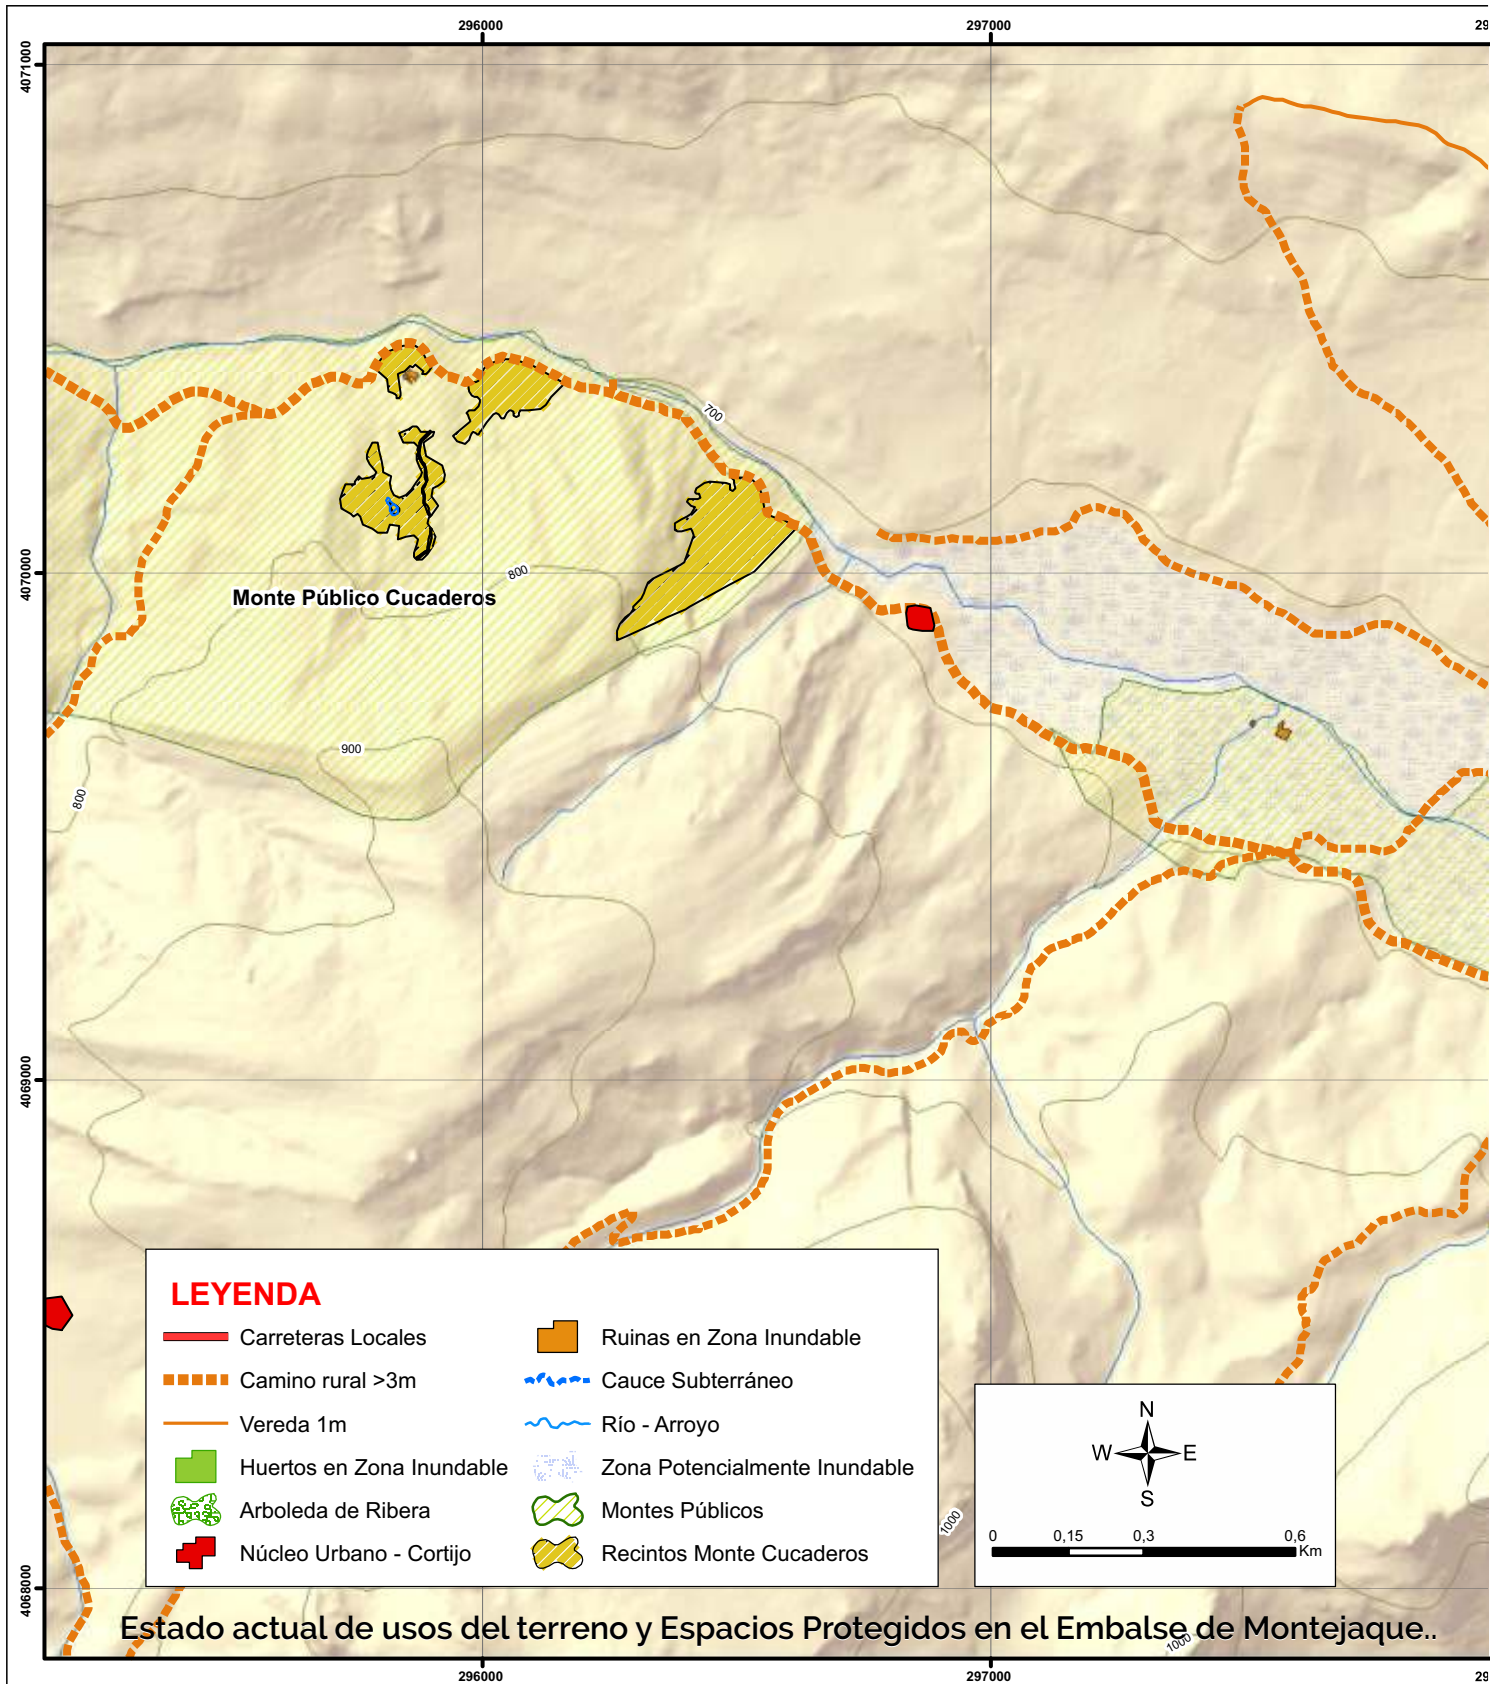 296000
297000
29
4071000
700
4070000
800
Monte Público Cucaderos
900
800
4069000
LEYENDA
Carreteras Locales
Camino rural >3m
Vereda 1m
Huertos en Zona Inundable
Arboleda de Ribera
Núcleo Urbano - Cortijo
Ruinas en Zona Inundable
Cauce Subterráneo
Río - Arroyo
Zona Potencialmente Inundable
Montes Públicos
Recintos Monte Cucaderos
N
W E
S
0 0,15 0,3 0,6
Km
1000
4068000
Estado actual de usos del terreno y Espacios Protegidos en el Embalse de Montejaque..
1000
296000
297000
29